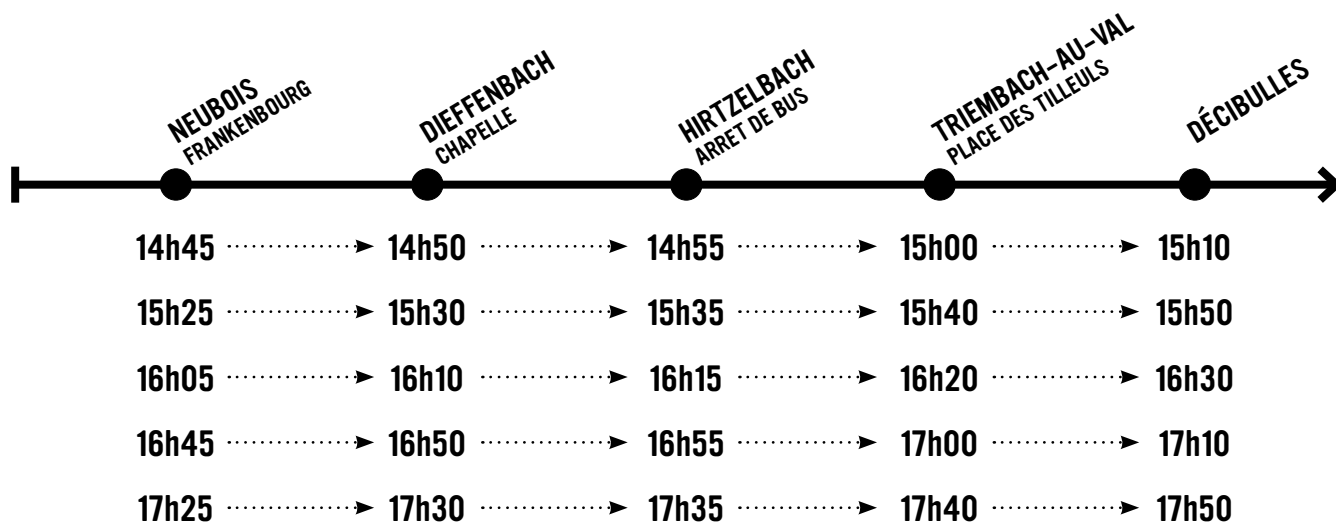 NEUBOIS
FRANKENBOURG
DIEFFENBACH
CHAPELLE
HIRTZELBACH
ARRET DE BUS
TRIEMBACH-AU-VAL
PLACE DES TILLEULS
DÉCIBULLES
14h45 14h50 14h55 15h00 15h10
15h25 15h30 15h35 15h40 15h50
16h05 16h10 16h15 16h20 16h30
16h45 16h50 16h55 17h00 17h10
17h25 17h30 17h35 17h40 17h50